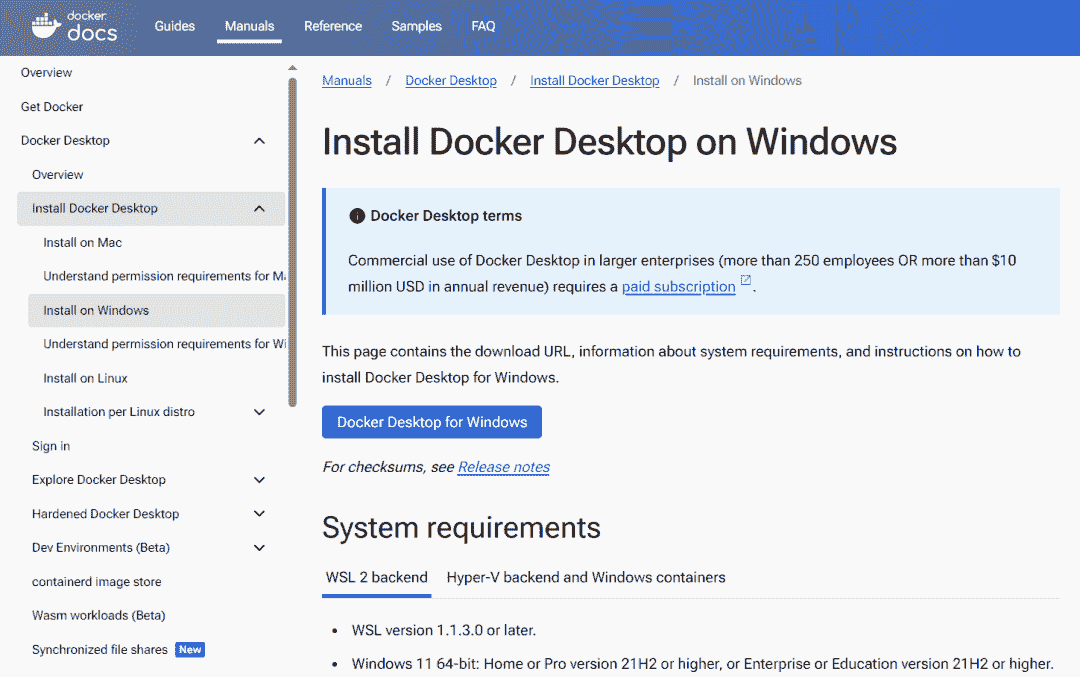 docker
docs
Guides
Manuals
Reference
Samples
FAQ
Overview
Get Docker
Docker Desktop
Overview
Install Docker Desktop
Install on Mac
Understand permission requirements for Ma
Install on Windows
Understand permission requirements for Wi
Install on Linux
Installation per Linux distro
Sign in
Explore Docker Desktop
Hardened Docker Desktop
Dev Environments (Beta)
containerd image store
Wasm workloads (Beta)
Synchronized file shares New
Manuals / Docker Desktop / Install Docker Desktop / Install on Windows
Install Docker Desktop on Windows
Docker Desktop terms
Commercial use of Docker Desktop in larger enterprises (more than 250 employees OR more than $10
million USD in annual revenue) requires a paid subscription .
This page contains the download URL, information about system requirements, and instructions on how to
install Docker Desktop for Windows.
Docker Desktop for Windows
For checksums, see Release notes
System requirements
WSL 2 backend
Hyper-V backend and Windows containers
• WSL version 1.1.3.0 or later.
• Windows 11 64-bit: Home or Pro version 21H2 or higher, or Enterprise or Education version 21H2 or higher.